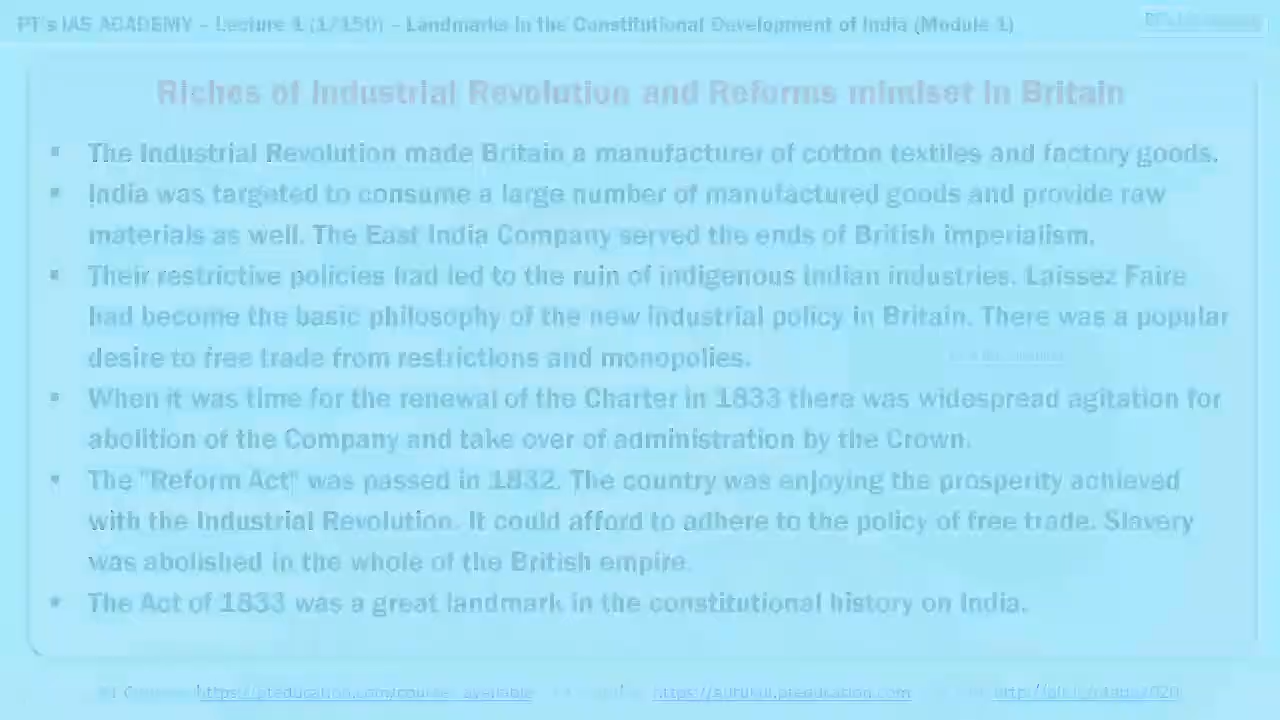 PT's IAS ACADEMY – Lecture 1 (1/150) – Landmarks in the Constitutional Development of India (Module 1)
Riches of Industrial Revolution and Reforms mindset in Britain
▪ The Industrial Revolution made Britain a manufacturer of cotton textiles and factory goods.
▪ India was targeted to consume a large number of manufactured goods and provide raw
materials as well. The East India Company served the ends of British imperialism.
▪ Their restrictive policies had led to the ruin of indigenous Indian industries. Laissez Faire
had become the basic philosophy of the new industrial policy in Britain. There was a popular
desire to free trade from restrictions and monopolies.
▪ When it was time for the renewal of the Charter in 1833 there was widespread agitation for
abolition of the Company and take over of administration by the Crown.
▪ The "Reform Act" was passed in 1832. The country was enjoying the prosperity achieved
with the Industrial Revolution. It could afford to adhere to the policy of free trade. Slavery
was abolished in the whole of the British empire.
▪ The Act of 1833 was a great landmark in the constitutional history on India.
https://pteducation.com/courses_available https://gurukul.pteducation.com